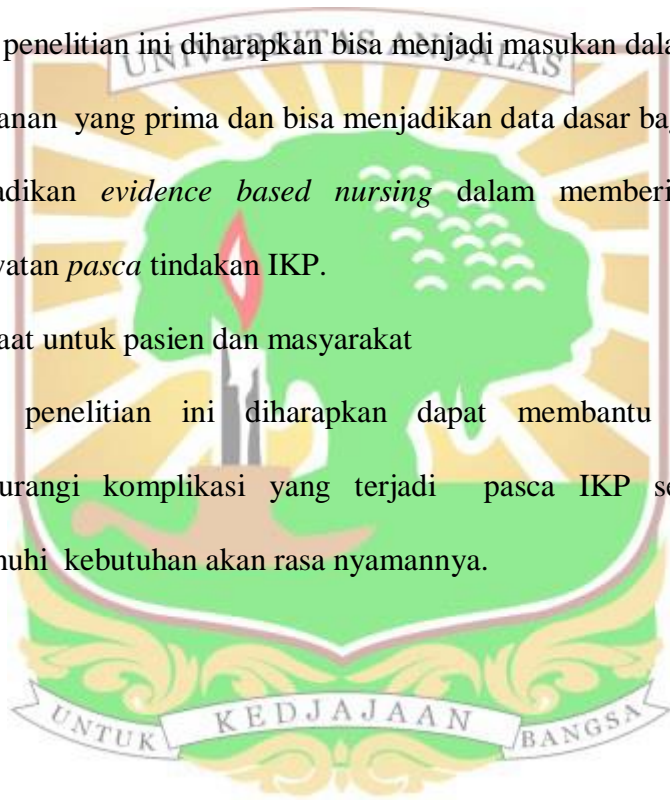 UNIVERSITAS ANDALAS
penelitian ini diharapkan bisa menjadi masukan dala
anan yang prima dan bisa menjadikan data dasar bag
adikan evidence based nursing dalam memberi
vatan pasca tindakan IKP.
aat untuk pasien dan masyarakat
penelitian ini diharapkan dapat membantu
urangi komplikasi yang terjadi pasca IKP se
nuhi kebutuhan akan rasa nyamannya.
UNTUK KEDJAJAAN BANGSA